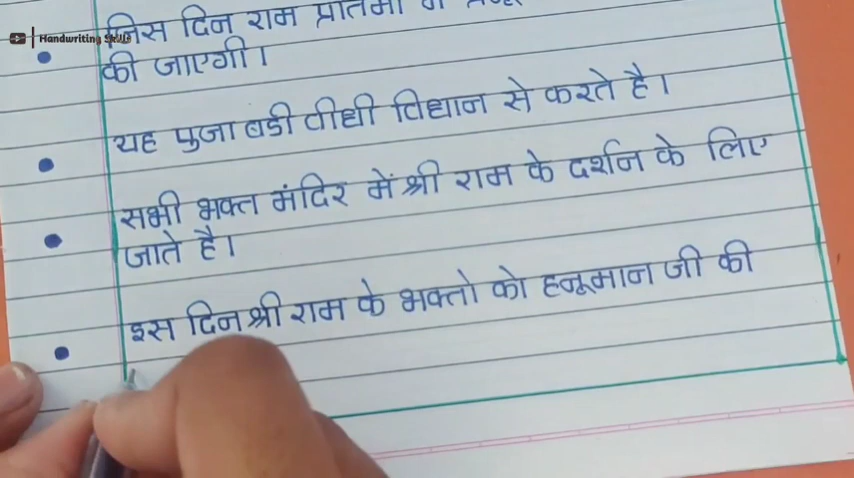 Handwriting Skills
जिस दिन राम प्रतिमा
की जाएगी।
यह पुजा बडी वीधी विधान से करते है।
सभी भक्त मंदिर में श्री राम के दर्शन के लिए
जाते है।
इस दिन श्री राम के भक्तो को हनूमान जी की